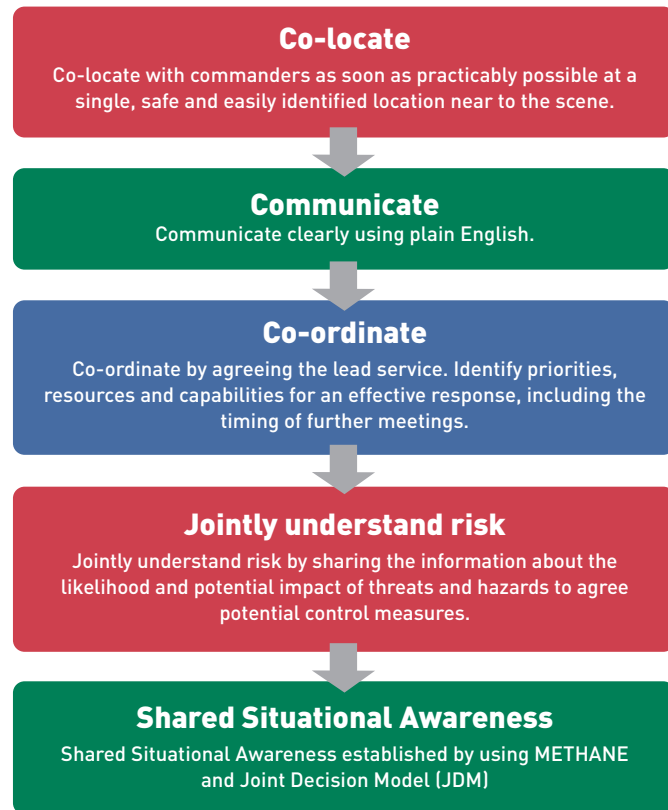 Co-locate
Co-locate with commanders as soon as practicably possible at a
single, safe and easily identified location near to the scene.
Communicate
Communicate clearly using plain English.
Co-ordinate
Co-ordinate by agreeing the lead service. Identify priorities,
resources and capabilities for an effective response, including the
timing of further meetings.
Jointly understand risk
Jointly understand risk by sharing the information about the
likelihood and potential impact of threats and hazards to agree
potential control measures.
Shared Situational Awareness
Shared Situational Awareness established by using METHANE
and Joint Decision Model (JDM)